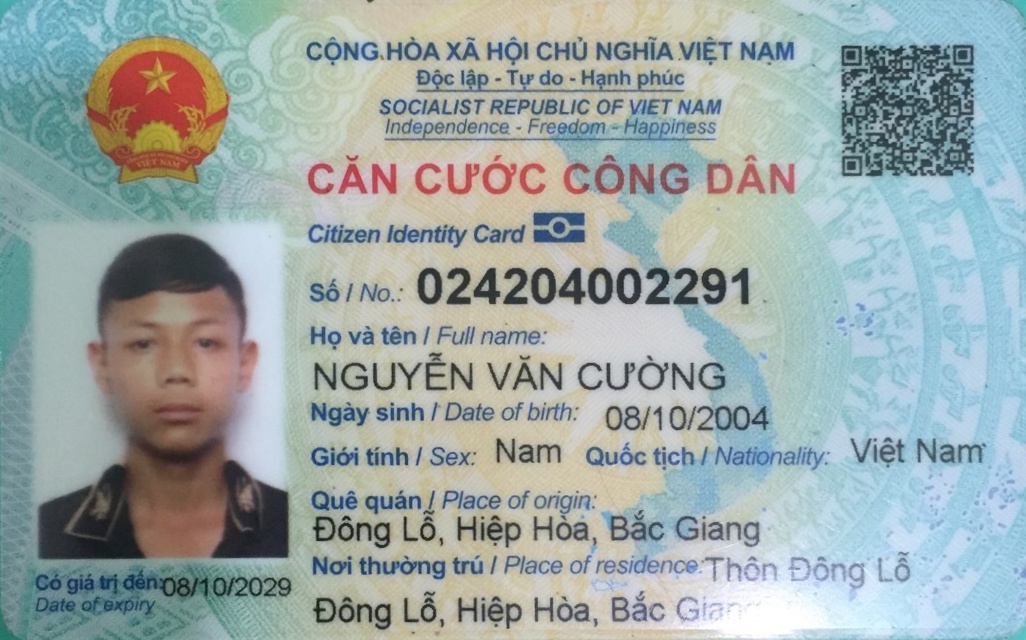 CỘNG HÒA XÃ HỘI CHỦ NGHĨA VIỆT NAM
Độc lập - Tự do - Hạnh phúc
SOCIALIST REPUBLIC OF VIET NAM
Independence - Freedom - Happiness
CĂN CƯỚC CÔNG DÂN
Citizen Identity Card
Số / No.: 024204002291
Họ và tên / Full name:
NGUYỄN VĂN CƯỜNG
Ngày sinh / Date of birth: 08/10/2004
Giới tính / Sex: Nam Quốc tịch / Nationality: Việt Nam
Quê quán / Place of origin:
Đông Lỗ, Hiệp Hòa, Bắc Giang
Nơi thường trú / Place of residence: Thôn Đông Lỗ
Đông Lỗ, Hiệp Hòa, Bắc Giang
Có giá trị đến: 08/10/2029
Date of expiry